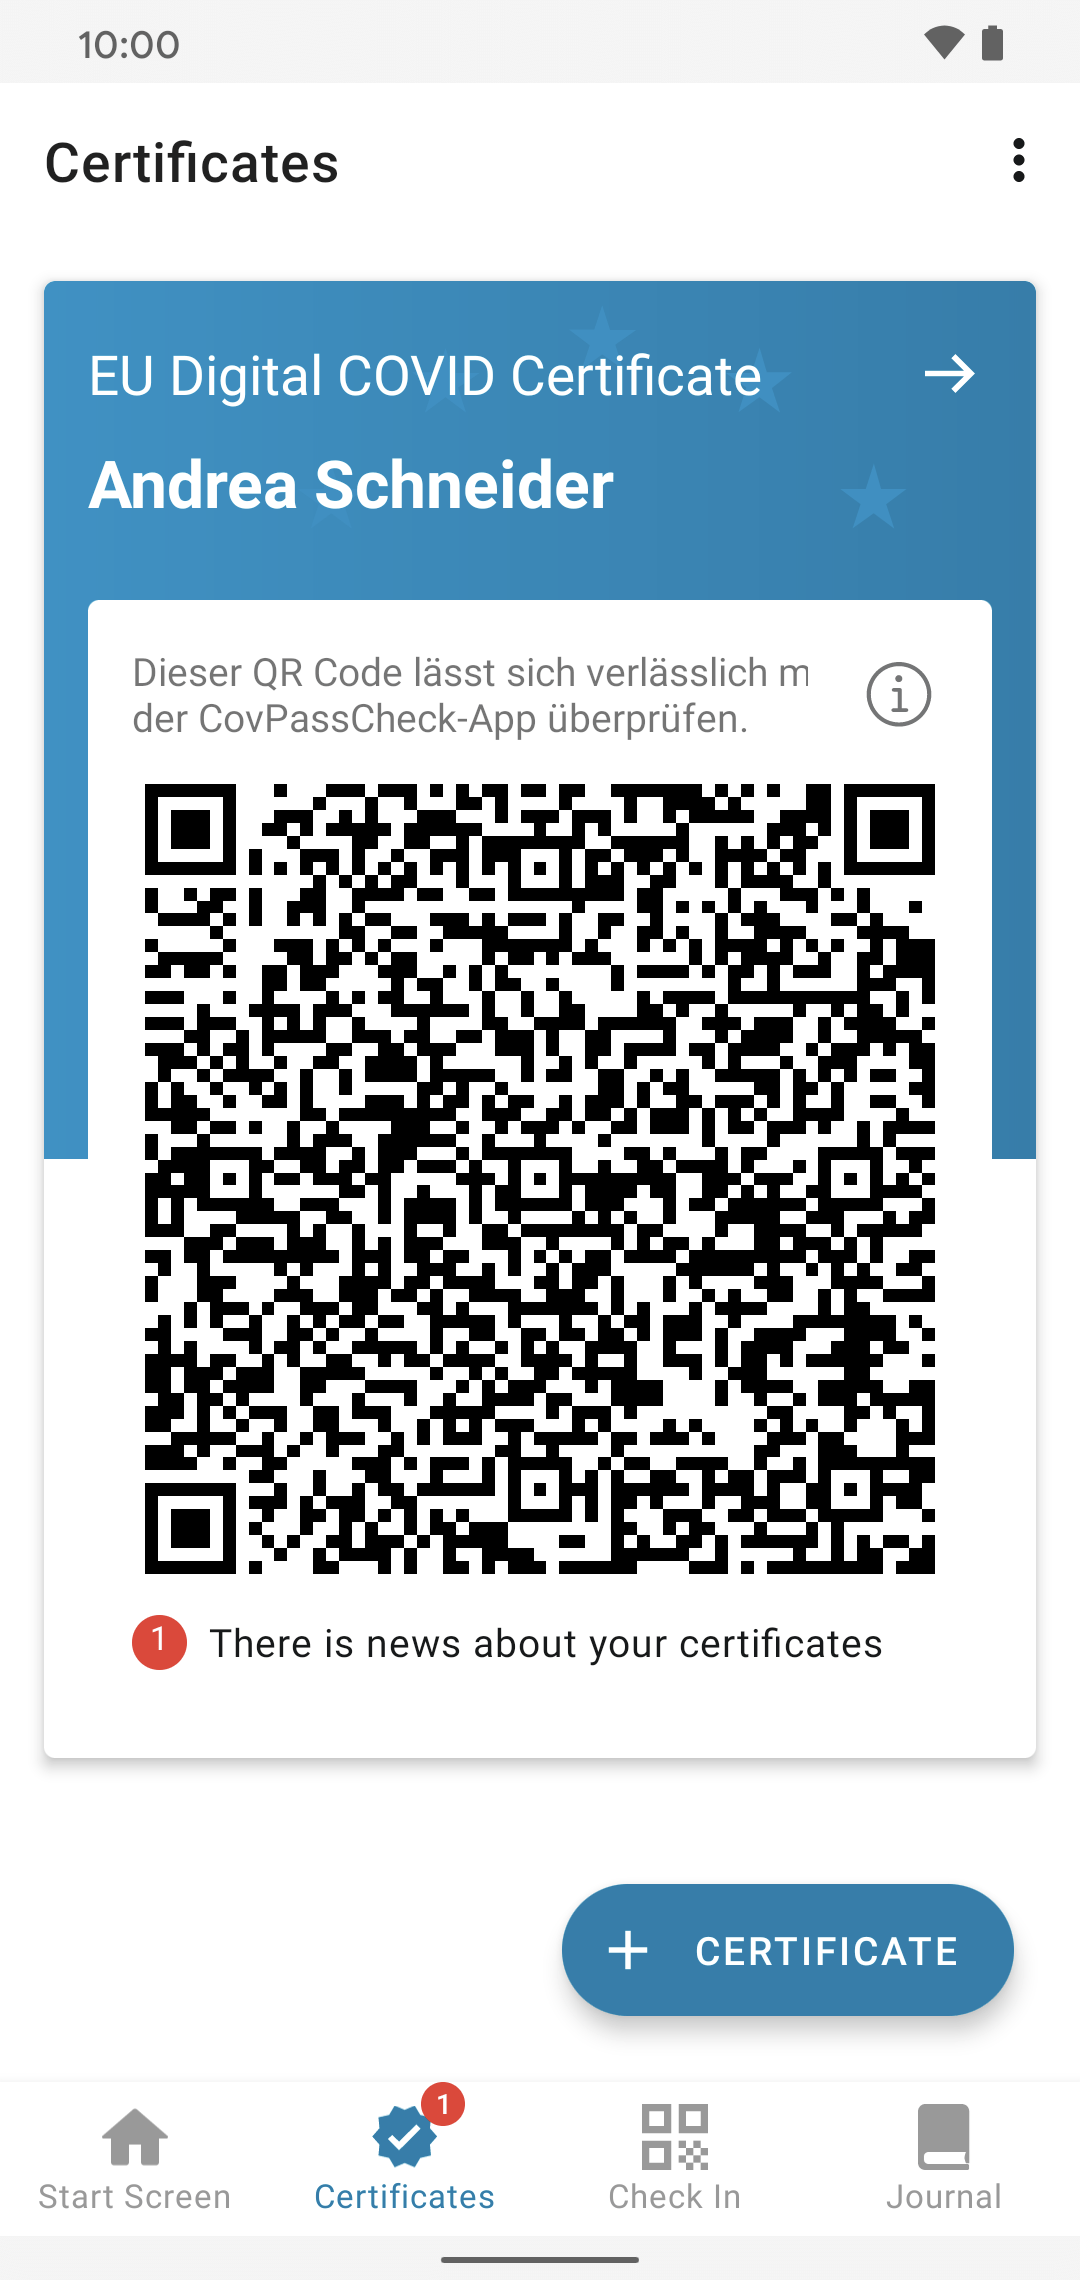 10:00
Certificates
EU Digital COVID Certificate
Andrea Schneider
Dieser QR Code lässt sich verlässlich m
der CovPassCheck-App überprüfen.
1 There is news about your certificates
CERTIFICATE
1
Start Screen
Certificates
Check In
Journal